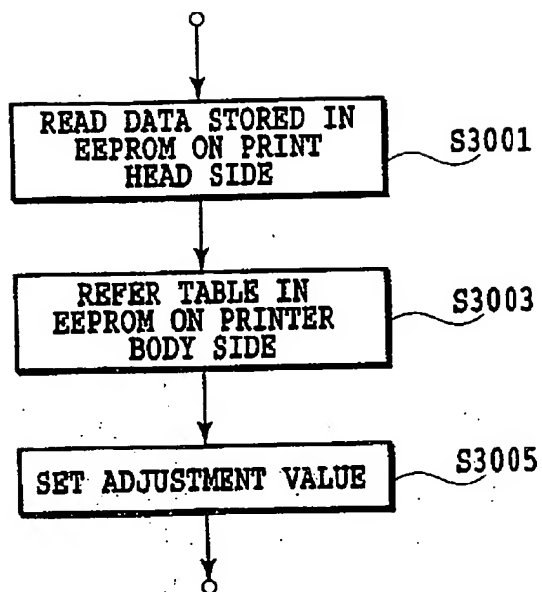 READ DATA STORED IN
EEPROM ON PRINT
HEAD SIDE
S3001
REFER TABLE IN
EEPROM ON PRINTER
BODY SIDE
S3003
SET ADJUSTMENT VALUE
S3005